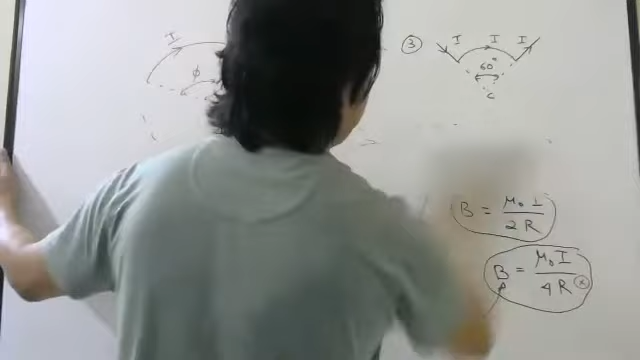 I
φ
③ I I I
60°
C
B = μ₀ I / 2 R
B = μ₀ I / 4 R ⊗
A